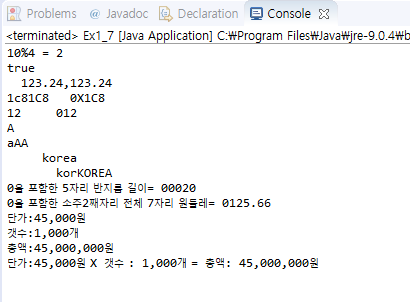 Problems @ Javadoc Declaration Console
<terminated> Ex1_7 [Java Application] C:₩Program Files₩Java₩jre-9.0.4₩b
10%4 = 2
true
123.24,123.24
1c81C8 0X1C8
12 012
A
aAA
korea
korKOREA
0을 포함한 5자리 반지름 길이= 00020
0을 포함한 소주2째자리 전체 7자리 원둘레= 0125.66
단가:45,000원
갯수:1,000개
총액:45,000,000원
단가:45,000원 X 갯수 : 1,000개 = 총액: 45,000,000원